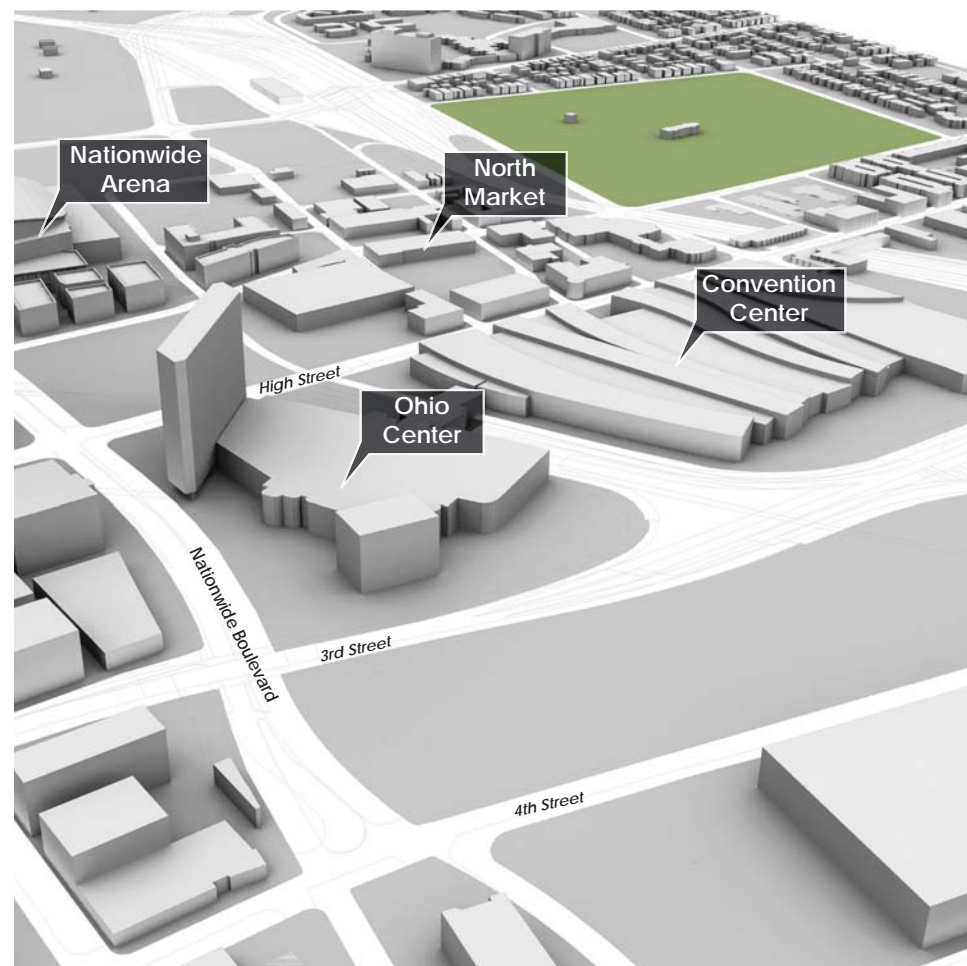 Nationwide
Arena
North
Market
Convention
Center
High Street
Ohio
Center
Nationwide Boulevard
3rd Street
4th Street